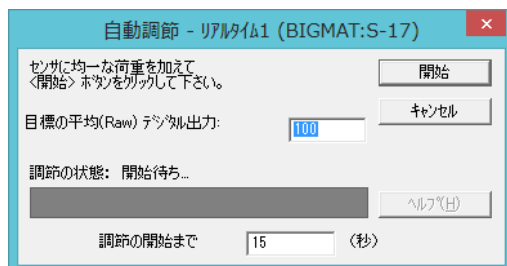 自動調節 - ﾘｱﾙﾀｲﾑ1 (BIGMAT:S-17)
ｾﾝｻに均一な荷重を加えて
<開始> ﾎﾞﾀﾝをｸﾘｯｸして下さい。
開始
目標の平均(Raw) ﾃﾞｼﾞﾀﾙ出力:
100
ｷｬﾝｾﾙ
調節の状態: 開始待ち...
ﾍﾙﾌﾟ(H)
調節の開始まで 15 (秒)